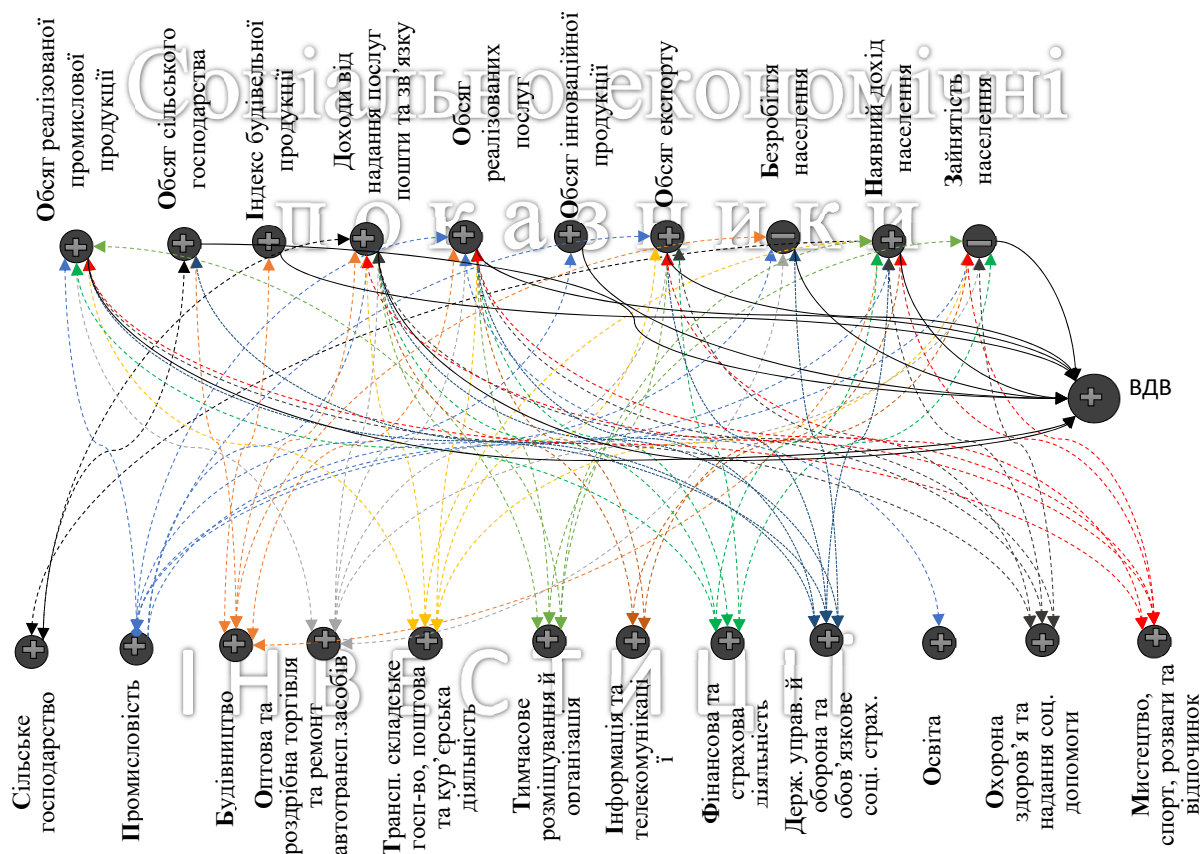 Соціально-економічні
показники
Обсяг реалізованої
промислової
продукції
Обсяг сільського
господарства
Індекс будівельної
продукції
Доходи від
надання послуг
пошти та зв’язку
Обсяг
реалізованих
послуг
Обсяг інноваційної
продукції
Обсяг експорту
Безробіття
населення
Наявний дохід
населення
Зайнятість
населення
ВДВ
ІНВЕСТИЦІЇ
Сільське
господарство
Промисловість
Будівництво
Оптова та
роздрібна торгівля
та ремонт
автотрансп.засобів
Трансп. складське
госп-во, поштова
та кур’єрська
діяльність
Тимчасове
розміщування й
організація
Інформація та
телекомунікаці
ї
Фінансова та
страхова
діяльність
Держ. управ. й
оборона та
обов’язкове
соці. страх.
Освіта
Охорона
здоров’я та
надання соц.
допомоги
Мистецтво,
спорт, розваги та
відпочинок